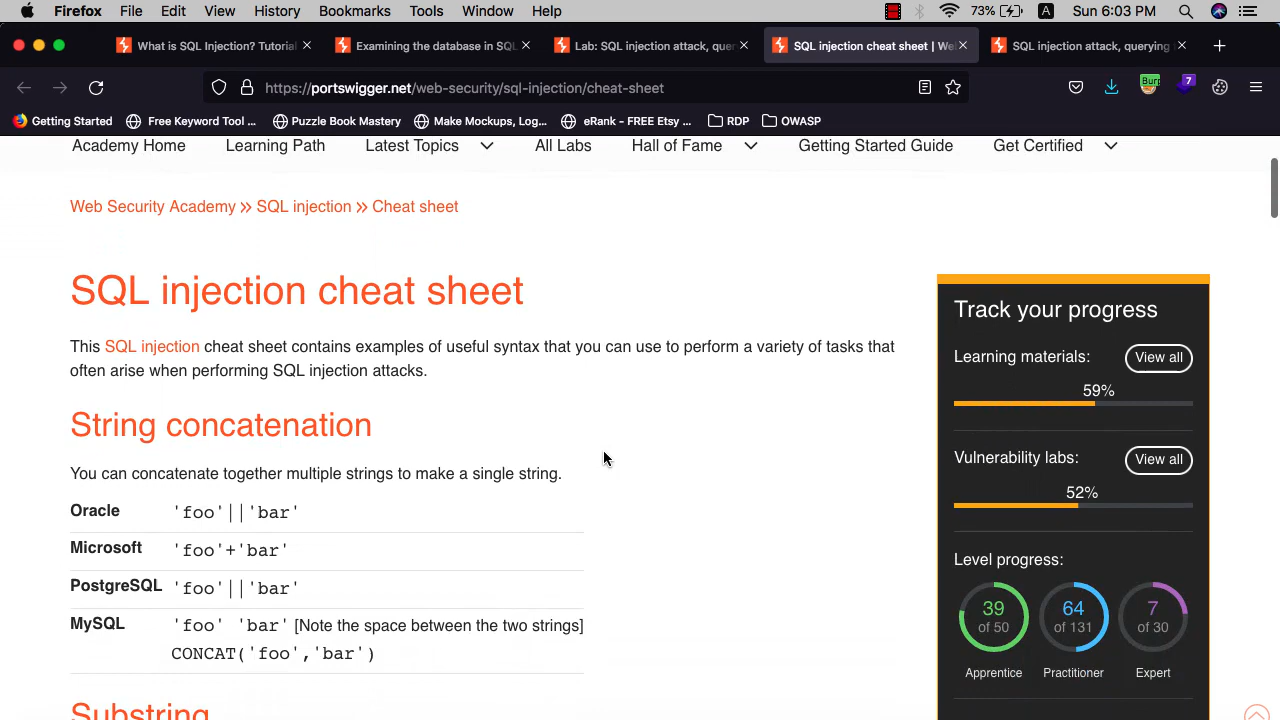 Firefox File Edit View History Bookmarks Tools Window Help 73% A Sun 6:03 PM
What is SQL Injection? Tutorial Examining the database in SQL Lab: SQL injection attack, quer SQL injection cheat sheet | We SQL injection attack, querying
https://portswigger.net/web-security/sql-injection/cheat-sheet Burp 7
Getting Started Free Keyword Tool ... Puzzle Book Mastery Make Mockups, Log... eRank - FREE Etsy ... RDP OWASP
Academy Home Learning Path Latest Topics All Labs Hall of Fame Getting Started Guide Get Certified
Web Security Academy » SQL injection » Cheat sheet
SQL injection cheat sheet
This SQL injection cheat sheet contains examples of useful syntax that you can use to perform a variety of tasks that
often arise when performing SQL injection attacks.
String concatenation
You can concatenate together multiple strings to make a single string.
Oracle 'foo'||'bar'
Microsoft 'foo'+'bar'
PostgreSQL 'foo'||'bar'
MySQL 'foo' 'bar' [Note the space between the two strings]
CONCAT('foo','bar')
Substring
Track your progress
Learning materials: View all
59%
Vulnerability labs: View all
52%
Level progress:
39 64 7
of 50 of 131 of 30
Apprentice Practitioner Expert